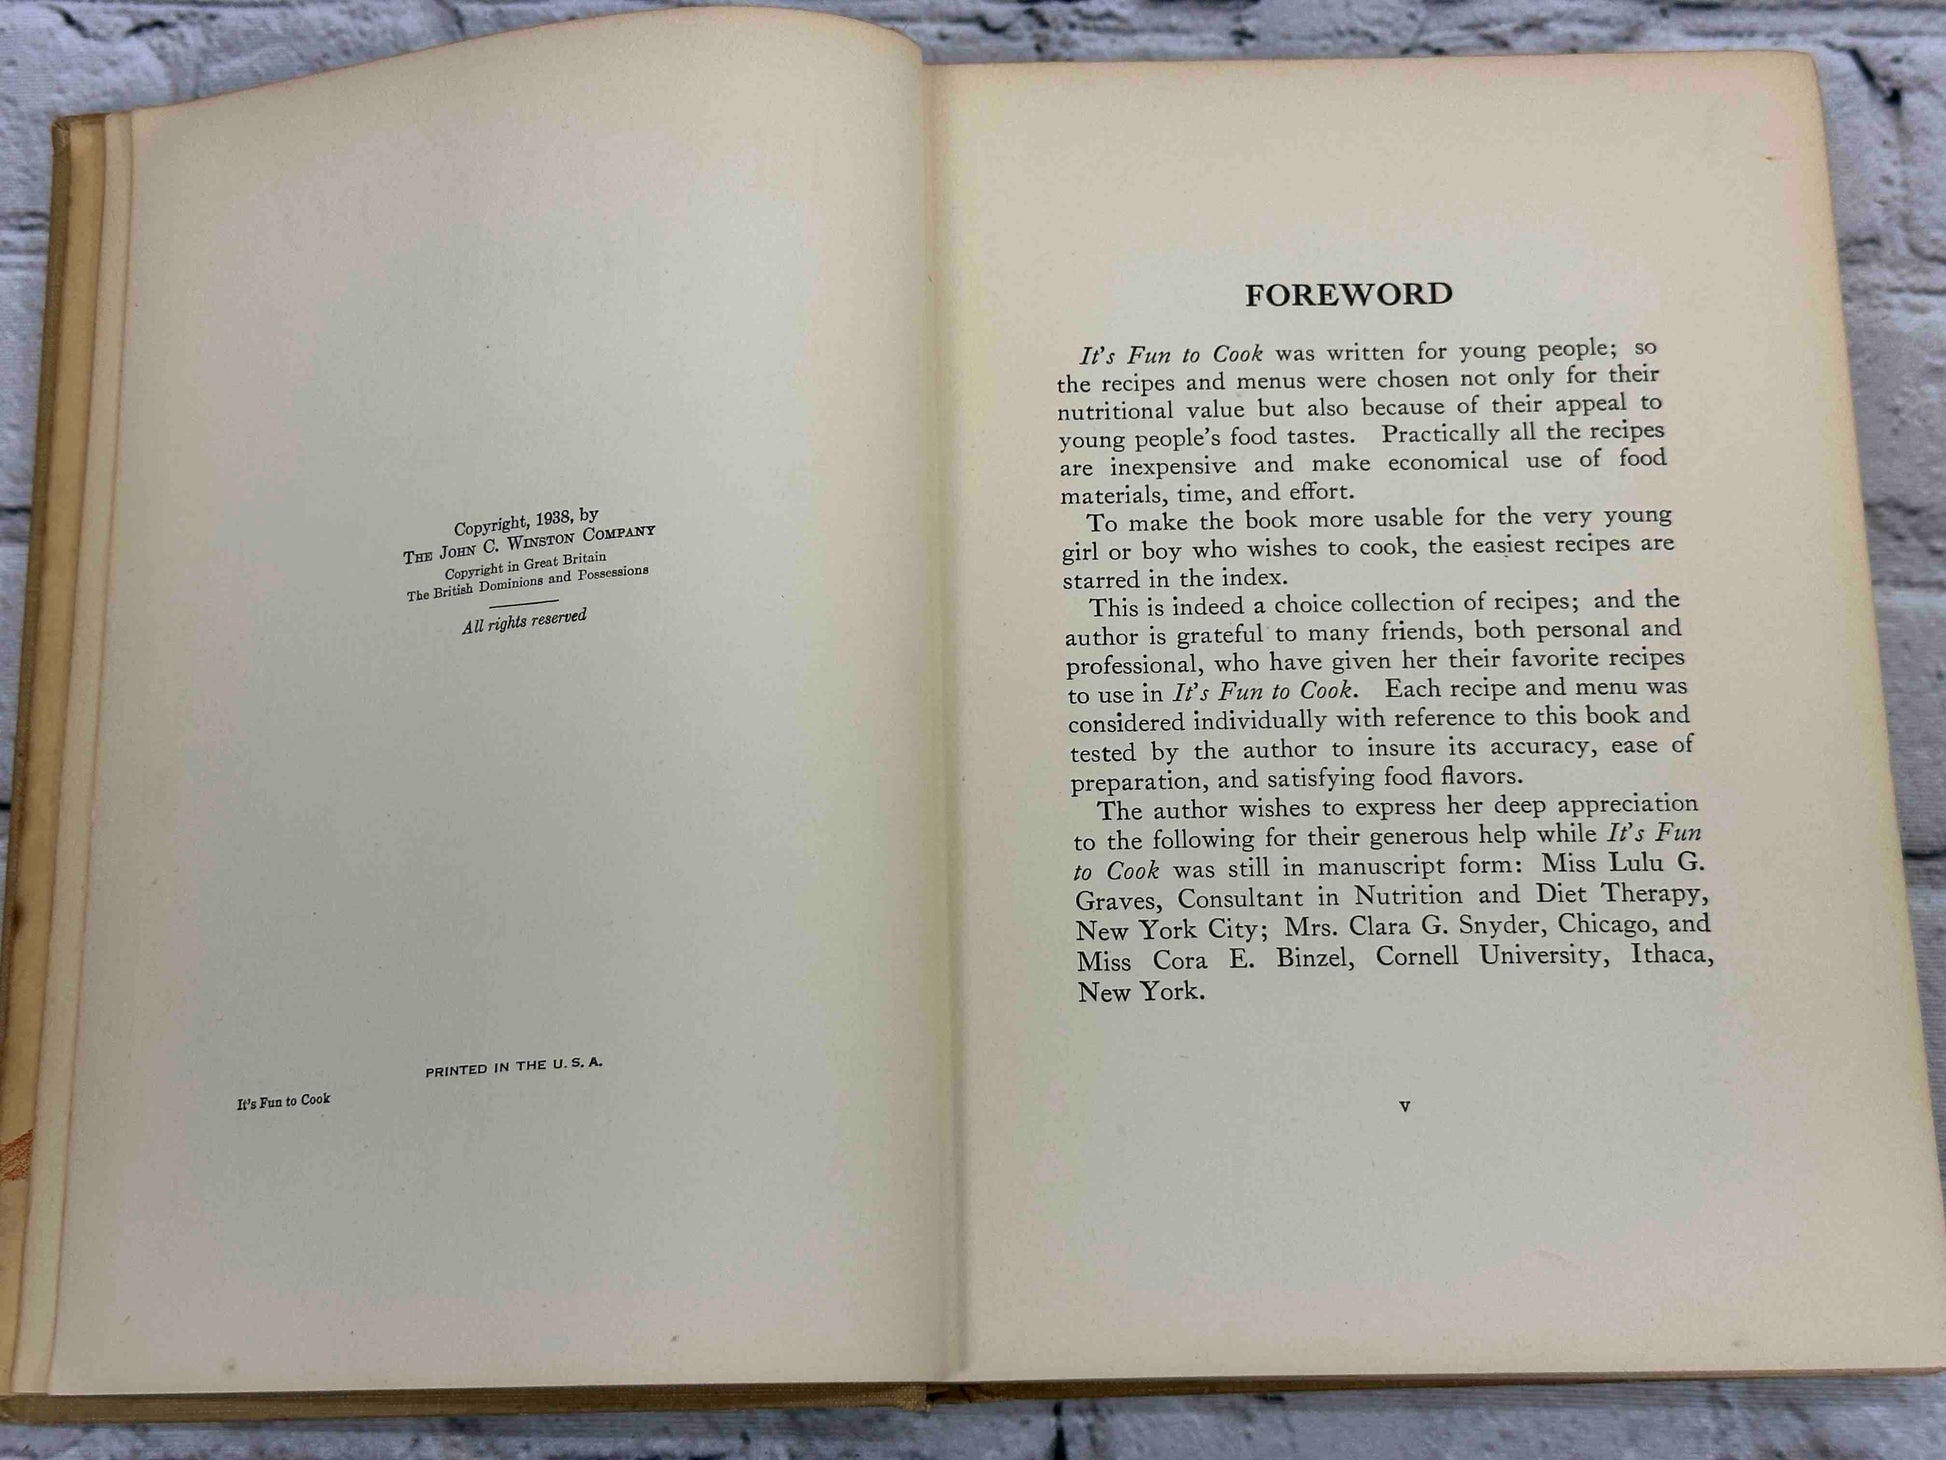 Copyright, 1938, by
THE JOHN C. WINSTON COMPANY
Copyright in Great Britain
The British Dominions and Possessions
All rights reserved
PRINTED IN THE U. S. A.
It's Fun to Cook
FOREWORD
It's Fun to Cook was written for young people; so
the recipes and menus were chosen not only for their
nutritional value but also because of their appeal to
young people's food tastes. Practically all the recipes
are inexpensive and make economical use of food
materials, time, and effort.
To make the book more usable for the very young
girl or boy who wishes to cook, the easiest recipes are
starred in the index.
This is indeed a choice collection of recipes; and the
author is grateful to many friends, both personal and
professional, who have given her their favorite recipes
to use in It's Fun to Cook. Each recipe and menu was
considered individually with reference to this book and
tested by the author to insure its accuracy, ease of
preparation, and satisfying food flavors.
The author wishes to express her deep appreciation
to the following for their generous help while It's Fun
to Cook was still in manuscript form: Miss Lulu G.
Graves, Consultant in Nutrition and Diet Therapy,
New York City; Mrs. Clara G. Snyder, Chicago, and
Miss Cora E. Binzel, Cornell University, Ithaca,
New York.
v